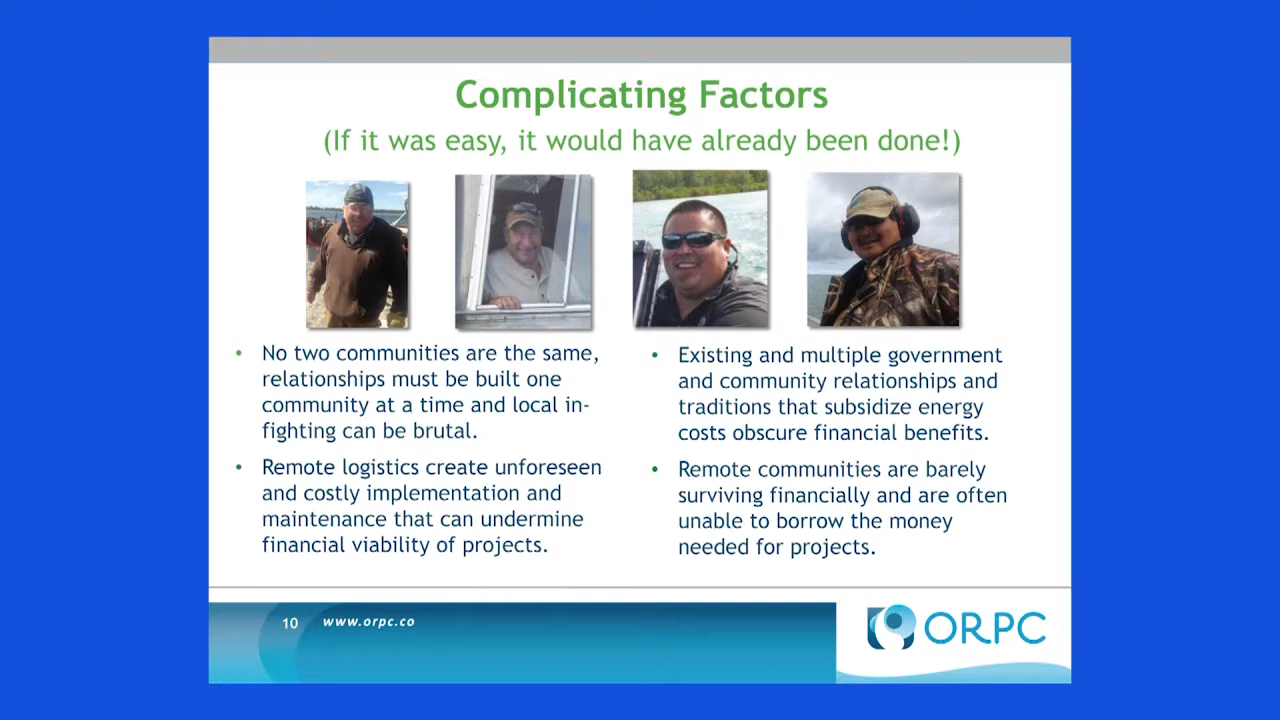 Complicating Factors
(If it was easy, it would have already been done!)
• No two communities are the same,
relationships must be built one
community at a time and local in-
fighting can be brutal.
• Remote logistics create unforeseen
and costly implementation and
maintenance that can undermine
financial viability of projects.
• Existing and multiple government
and community relationships and
traditions that subsidize energy
costs obscure financial benefits.
• Remote communities are barely
surviving financially and are often
unable to borrow the money
needed for projects.
10
www.orpc.co
ORPC